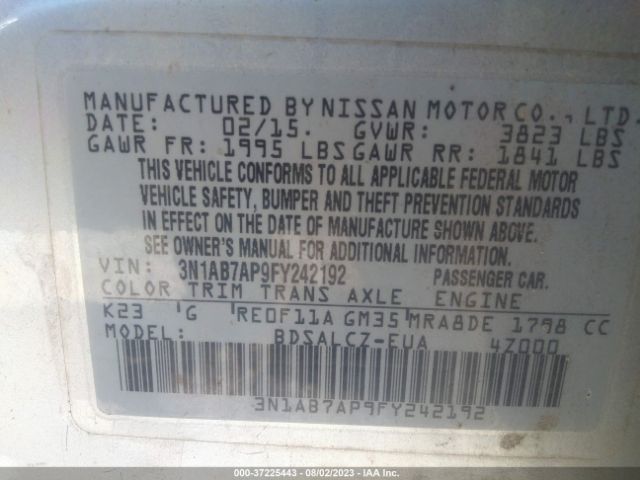 MANUFACTURED BY NISSAN MOTOR CO., LTD.
DATE: 02/15. GVWR: 3823 LBS
GAWR FR: 1995 LBS GAWR RR: 1841 LBS
THIS VEHICLE CONFORMS TO ALL APPLICABLE FEDERAL MOTOR
VEHICLE SAFETY, BUMPER AND THEFT PREVENTION STANDARDS
IN EFFECT ON THE DATE OF MANUFACTURE SHOWN ABOVE.
SEE OWNER'S MANUAL FOR ADDITIONAL INFORMATION.
VIN: 3N1AB7AP9FY242192 PASSENGER CAR.
COLOR TRIM TRANS AXLE ENGINE
K23 'G RE0F11A GM35 MRA8DE 1798 CC
MODEL: BDSALCZ-EUA 4Z000
3N1AB7AP9FY242192
000-37225443 - 08/02/2023 - IAA Inc.